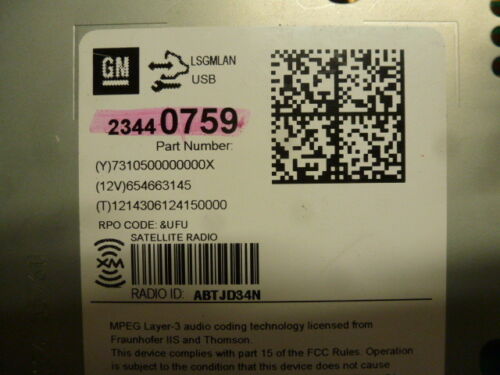 GM
LSGMLAN
USB
23440759
Part Number:
(Y)7310500000000X
(12V)654663145
(T)1214306124150000
RPO CODE: &UFU
SATELLITE RADIO
XM
RADIO ID: ABTJD34N
MPEG Layer-3 audio coding technology licensed from
Fraunhofer IIS and Thomson.
This device complies with part 15 of the FCC Rules. Operation
is subject to the condition that this device does not cause